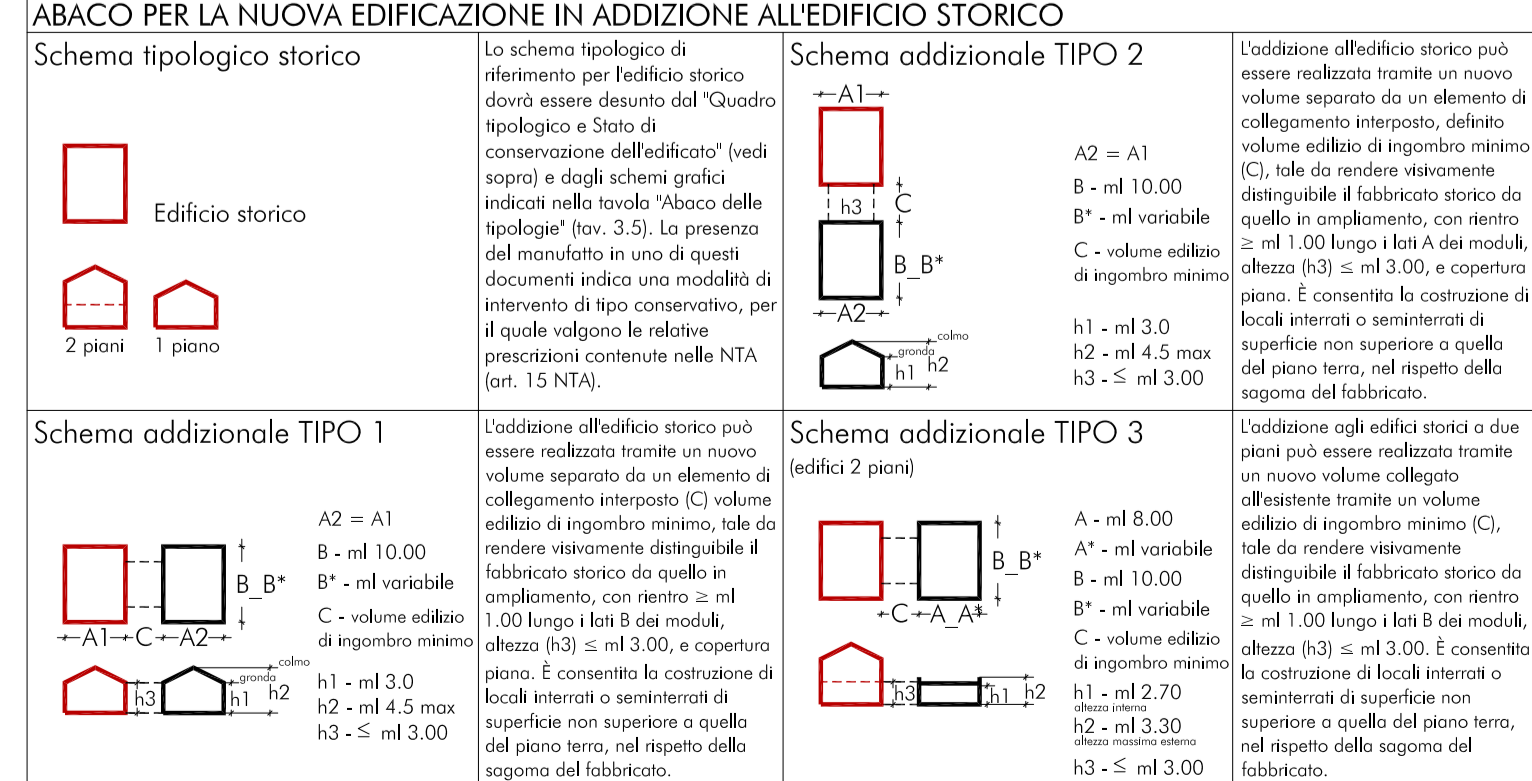 ABACO PER LA NUOVA EDIFICAZIONE IN ADDIZIONE ALL'EDIFICIO STORICO
Schema tipologico storico
Edificio storico
2 piani
1 piano
Lo schema tipologico di
riferimento per l'edificio storico
dovrà essere desunto dal "Quadro
tipologico e Stato di
conservazione dell'edificato" (vedi
sopra) e dagli schemi grafici
indicati nella tavola "Abaco delle
tipologie" (tav. 3.5). La presenza
del manufatto in uno di questi
documenti indica una modalità di
intervento di tipo conservativo, per
il quale valgono le relative
prescrizioni contenute nelle NTA
(art. 15 NTA).
Schema addizionale TIPO 2
A1
h3
C
B_B*
A2
colmo
gronda
h1
h2
A2 = A1
B - ml 10.00
B* - ml variabile
C - volume edilizio
di ingombro minimo
h1 - ml 3.0
h2 - ml 4.5 max
h3 - ≤ ml 3.00
L'addizione all'edificio storico può
essere realizzata tramite un nuovo
volume separato da un elemento di
collegamento interposto, definito
volume edilizio di ingombro minimo
(C), tale da rendere visivamente
distinguibile il fabbricato storico da
quello in ampliamento, con rientro
≥ ml 1.00 lungo i lati A dei moduli,
altezza (h3) ≤ ml 3.00, e copertura
piana. È consentita la costruzione di
locali interrati o seminterrati di
superficie non superiore a quella
del piano terra, nel rispetto della
sagoma del fabbricato.
Schema addizionale TIPO 1
B_B*
A1
C
A2
colmo
gronda
h3
h1
h2
A2 = A1
B - ml 10.00
B* - ml variabile
C - volume edilizio
di ingombro minimo
h1 - ml 3.0
h2 - ml 4.5 max
h3 - ≤ ml 3.00
L'addizione all'edificio storico può
essere realizzata tramite un nuovo
volume separato da un elemento di
collegamento interposto (C) volume
edilizio di ingombro minimo, tale da
rendere visivamente distinguibile il
fabbricato storico da quello in
ampliamento, con rientro ≥ ml
1.00 lungo i lati B dei moduli,
altezza (h3) ≤ ml 3.00, e copertura
piana. È consentita la costruzione di
locali interrati o seminterrati di
superficie non superiore a quella
del piano terra, nel rispetto della
sagoma del fabbricato.
Schema addizionale TIPO 3
(edifici 2 piani)
B_B*
C
A_A*
h3
h1
h2
A - ml 8.00
A* - ml variabile
B - ml 10.00
B* - ml variabile
C - volume edilizio
di ingombro minimo
h1 - ml 2.70
altezza interna
h2 - ml 3.30
altezza massima esterna
h3 - ≤ ml 3.00
L'addizione agli edifici storici a due
piani può essere realizzata tramite
un nuovo volume collegato
all'esistente tramite un volume
edilizio di ingombro minimo (C),
tale da rendere visivamente
distinguibile il fabbricato storico da
quello in ampliamento, con rientro
≥ ml 1.00 lungo i lati B dei moduli,
altezza (h3) ≤ ml 3.00. È consentita
la costruzione di locali interrati o
seminterrati di superficie non
superiore a quella del piano terra,
nel rispetto della sagoma del
fabbricato.